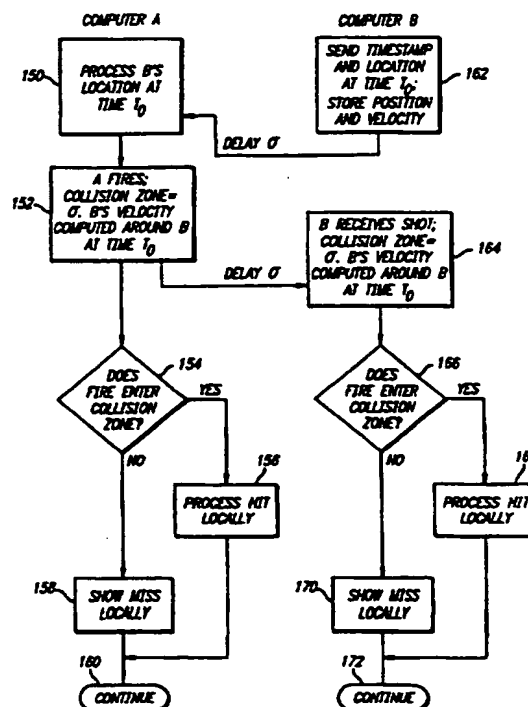 COMPUTER A
COMPUTER B
150
PROCESS B'S
LOCATION AT
TIME T0
SEND TIMESTAMP
AND LOCATION
AT TIME T0;
STORE POSITION
AND VELOCITY
162
DELAY σ
152
A FIRES;
COLLISION ZONE=
σ. B'S VELOCITY
COMPUTED AROUND B
AT TIME T0
B RECEIVES SHOT;
COLLISION ZONE=
σ. B'S VELOCITY
COMPUTED AROUND B
AT TIME T0
164
DELAY σ
154
DOES
FIRE ENTER
COLLISION
ZONE?
YES
NO
166
DOES
FIRE ENTER
COLLISION
ZONE?
YES
NO
156
PROCESS HIT
LOCALLY
16
PROCESS HIT
LOCALLY
158
SHOW MISS
LOCALLY
170
SHOW MISS
LOCALLY
160
CONTINUE
172
CONTINUE